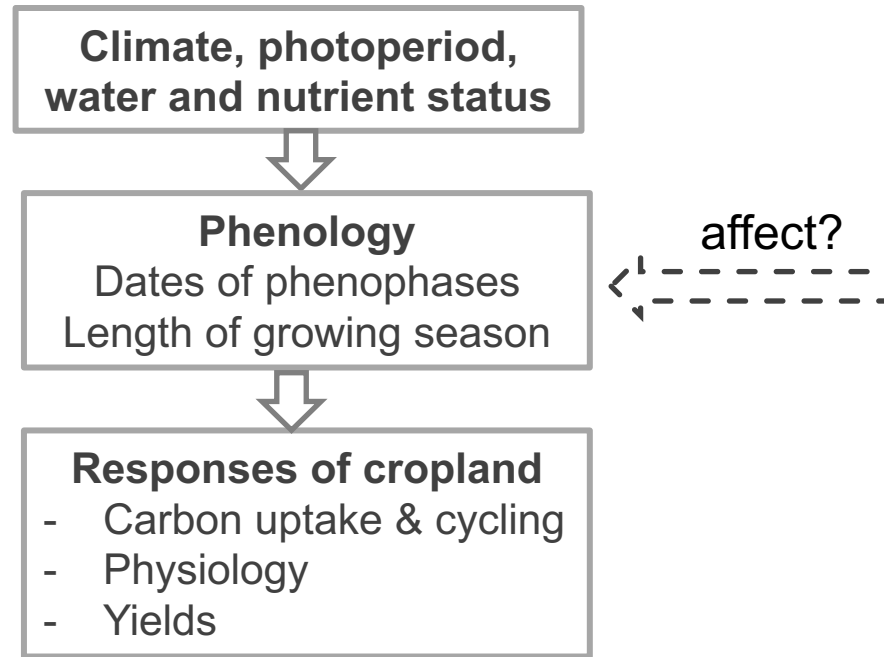 Climate, photoperiod,
water and nutrient status
Phenology
Dates of phenophases
Length of growing season
affect?
Responses of cropland
- Carbon uptake & cycling
- Physiology
- Yields